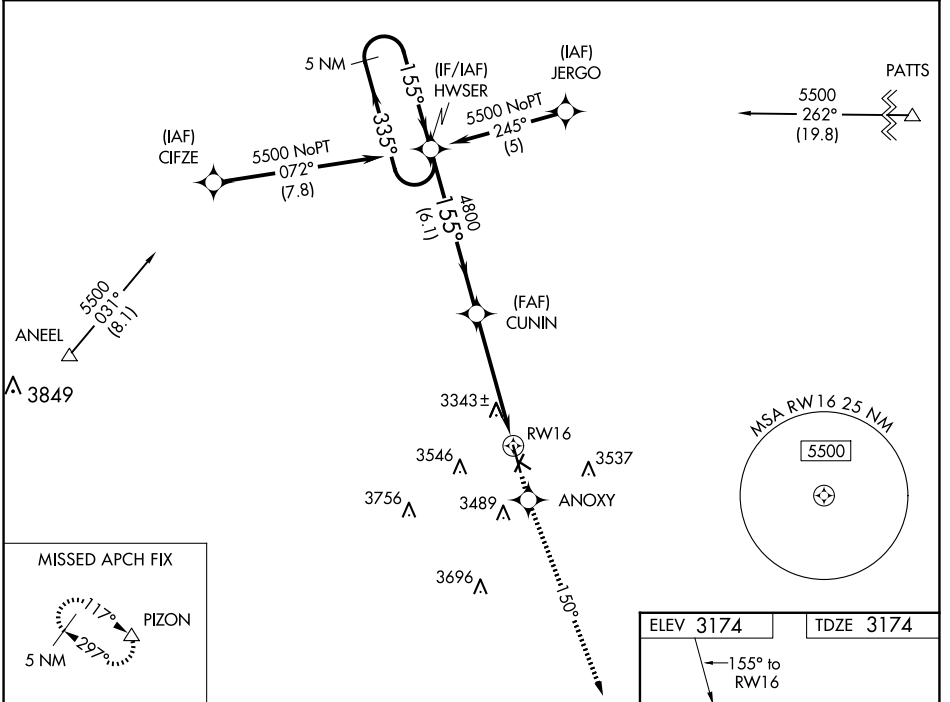 5 NM
155°
335°
(IF/IAF)
HWSER
(IAF)
JERGO
5500 NoPT
245°
(5)
PATTS
5500
262°
(19.8)
(IAF)
CIFZE
5500 NoPT
072°
(7.8)
4800
155°
(6.1)
5500
031°
(8.1)
ANEEL
3849
(FAF)
CUNIN
3343±
RW16
3546
3537
3756
3489
ANOXY
3696
150°
MSA RW16 25 NM
5500
MISSED APCH FIX
117°
297°
PIZON
5 NM
ELEV 3174
TDZE 3174
155° to
RW16